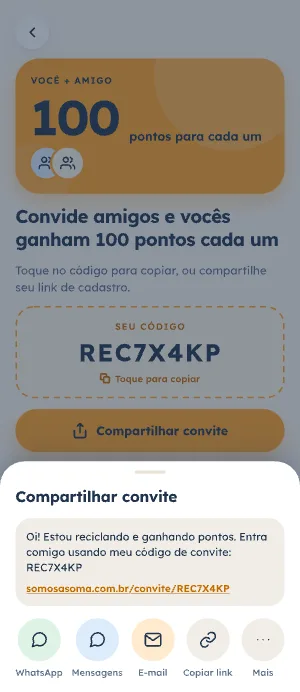 VOCÊ + AMIGO
100 pontos para cada um
Convide amigos e vocês
ganham 100 pontos cada um
Toque no código para copiar, ou compartilhe
seu link de cadastro.
SEU CÓDIGO
REC7X4KP
Toque para copiar
Compartilhar convite
Compartilhar convite
Oi! Estou reciclando e ganhando pontos. Entra
comigo usando meu código de convite:
REC7X4KP
somosasoma.com.br/convite/REC7X4KP
WhatsApp Mensagens E-mail Copiar link Mais